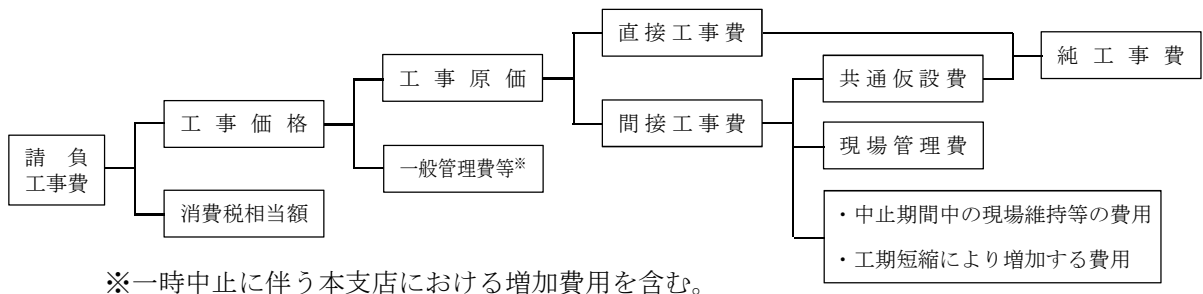 請負
工事費
工事価格
消費税相当額
工事原価
一般管理費等※
直接工事費
間接工事費
共通仮設費
現場管理費
・中止期間中の現場維持等の費用
・工期短縮により増加する費用
純工事費
※一時中止に伴う本支店における増加費用を含む。